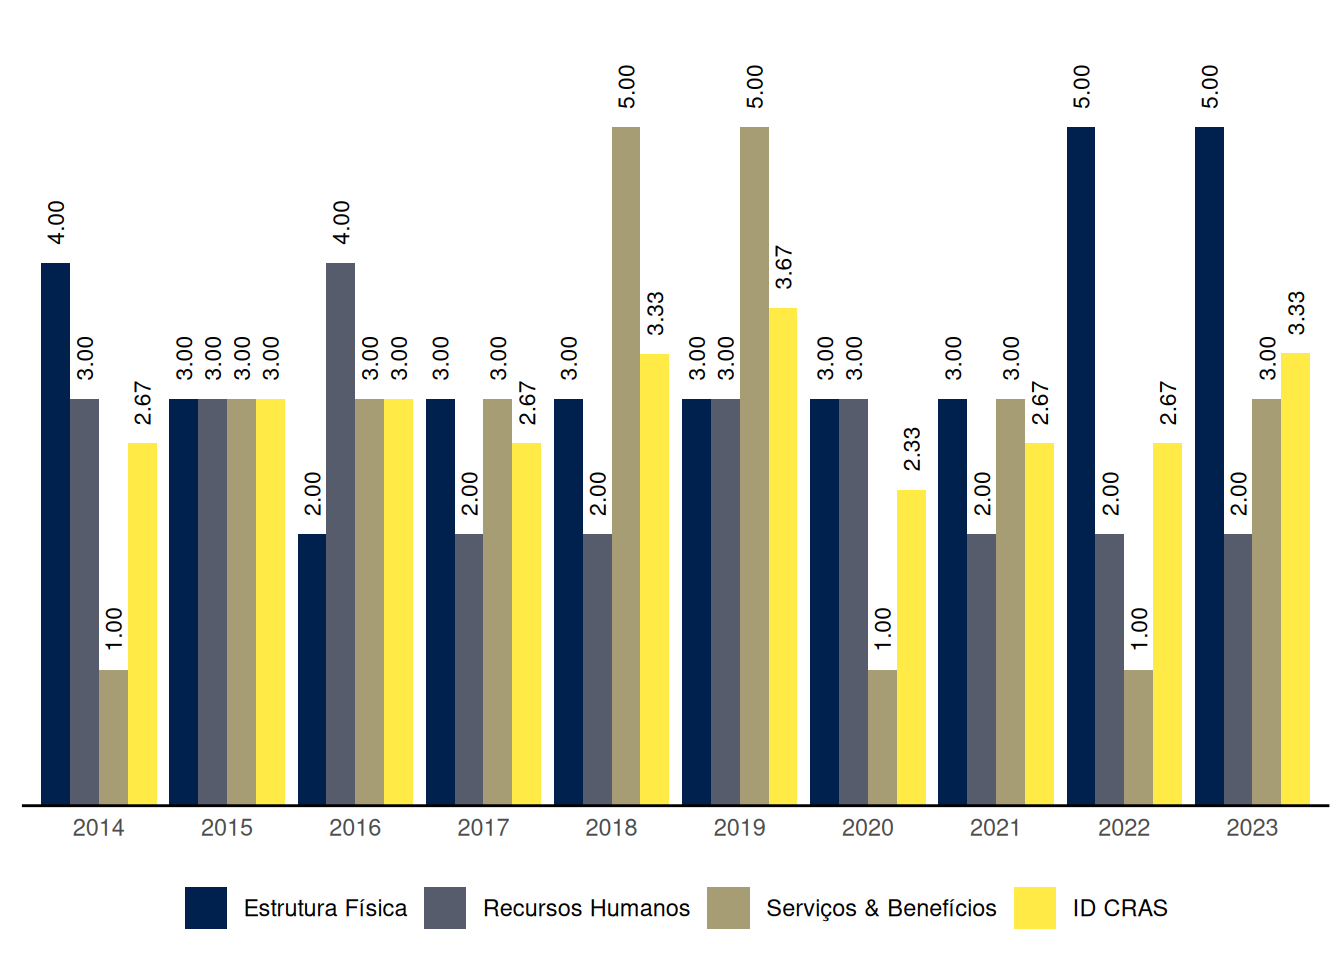 4.00 3.00 1.00 2.67
3.00 3.00 3.00 3.00
2.00 4.00 3.00 3.00
3.00 2.00 3.00 2.67
3.00 2.00 5.00 3.33
3.00 3.00 5.00 3.67
3.00 3.00 1.00 2.33
3.00 2.00 3.00 2.67
5.00 2.00 1.00 2.67
5.00 2.00 3.00 3.33
2014 2015 2016 2017 2018 2019 2020 2021 2022 2023
Estrutura Física Recursos Humanos Serviços & Benefícios ID CRAS